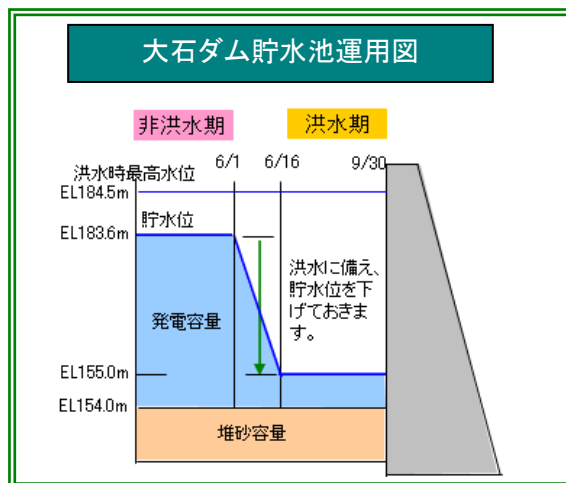 大石ダム貯水池運用図
非洪水期
洪水期
6/1
6/16
9/30
洪水時最高水位
EL184.5m
貯水位
EL183.6m
洪水に備え、
貯水位を下
げておきま
す。
発電容量
EL155.0m
EL154.0m
堆砂容量